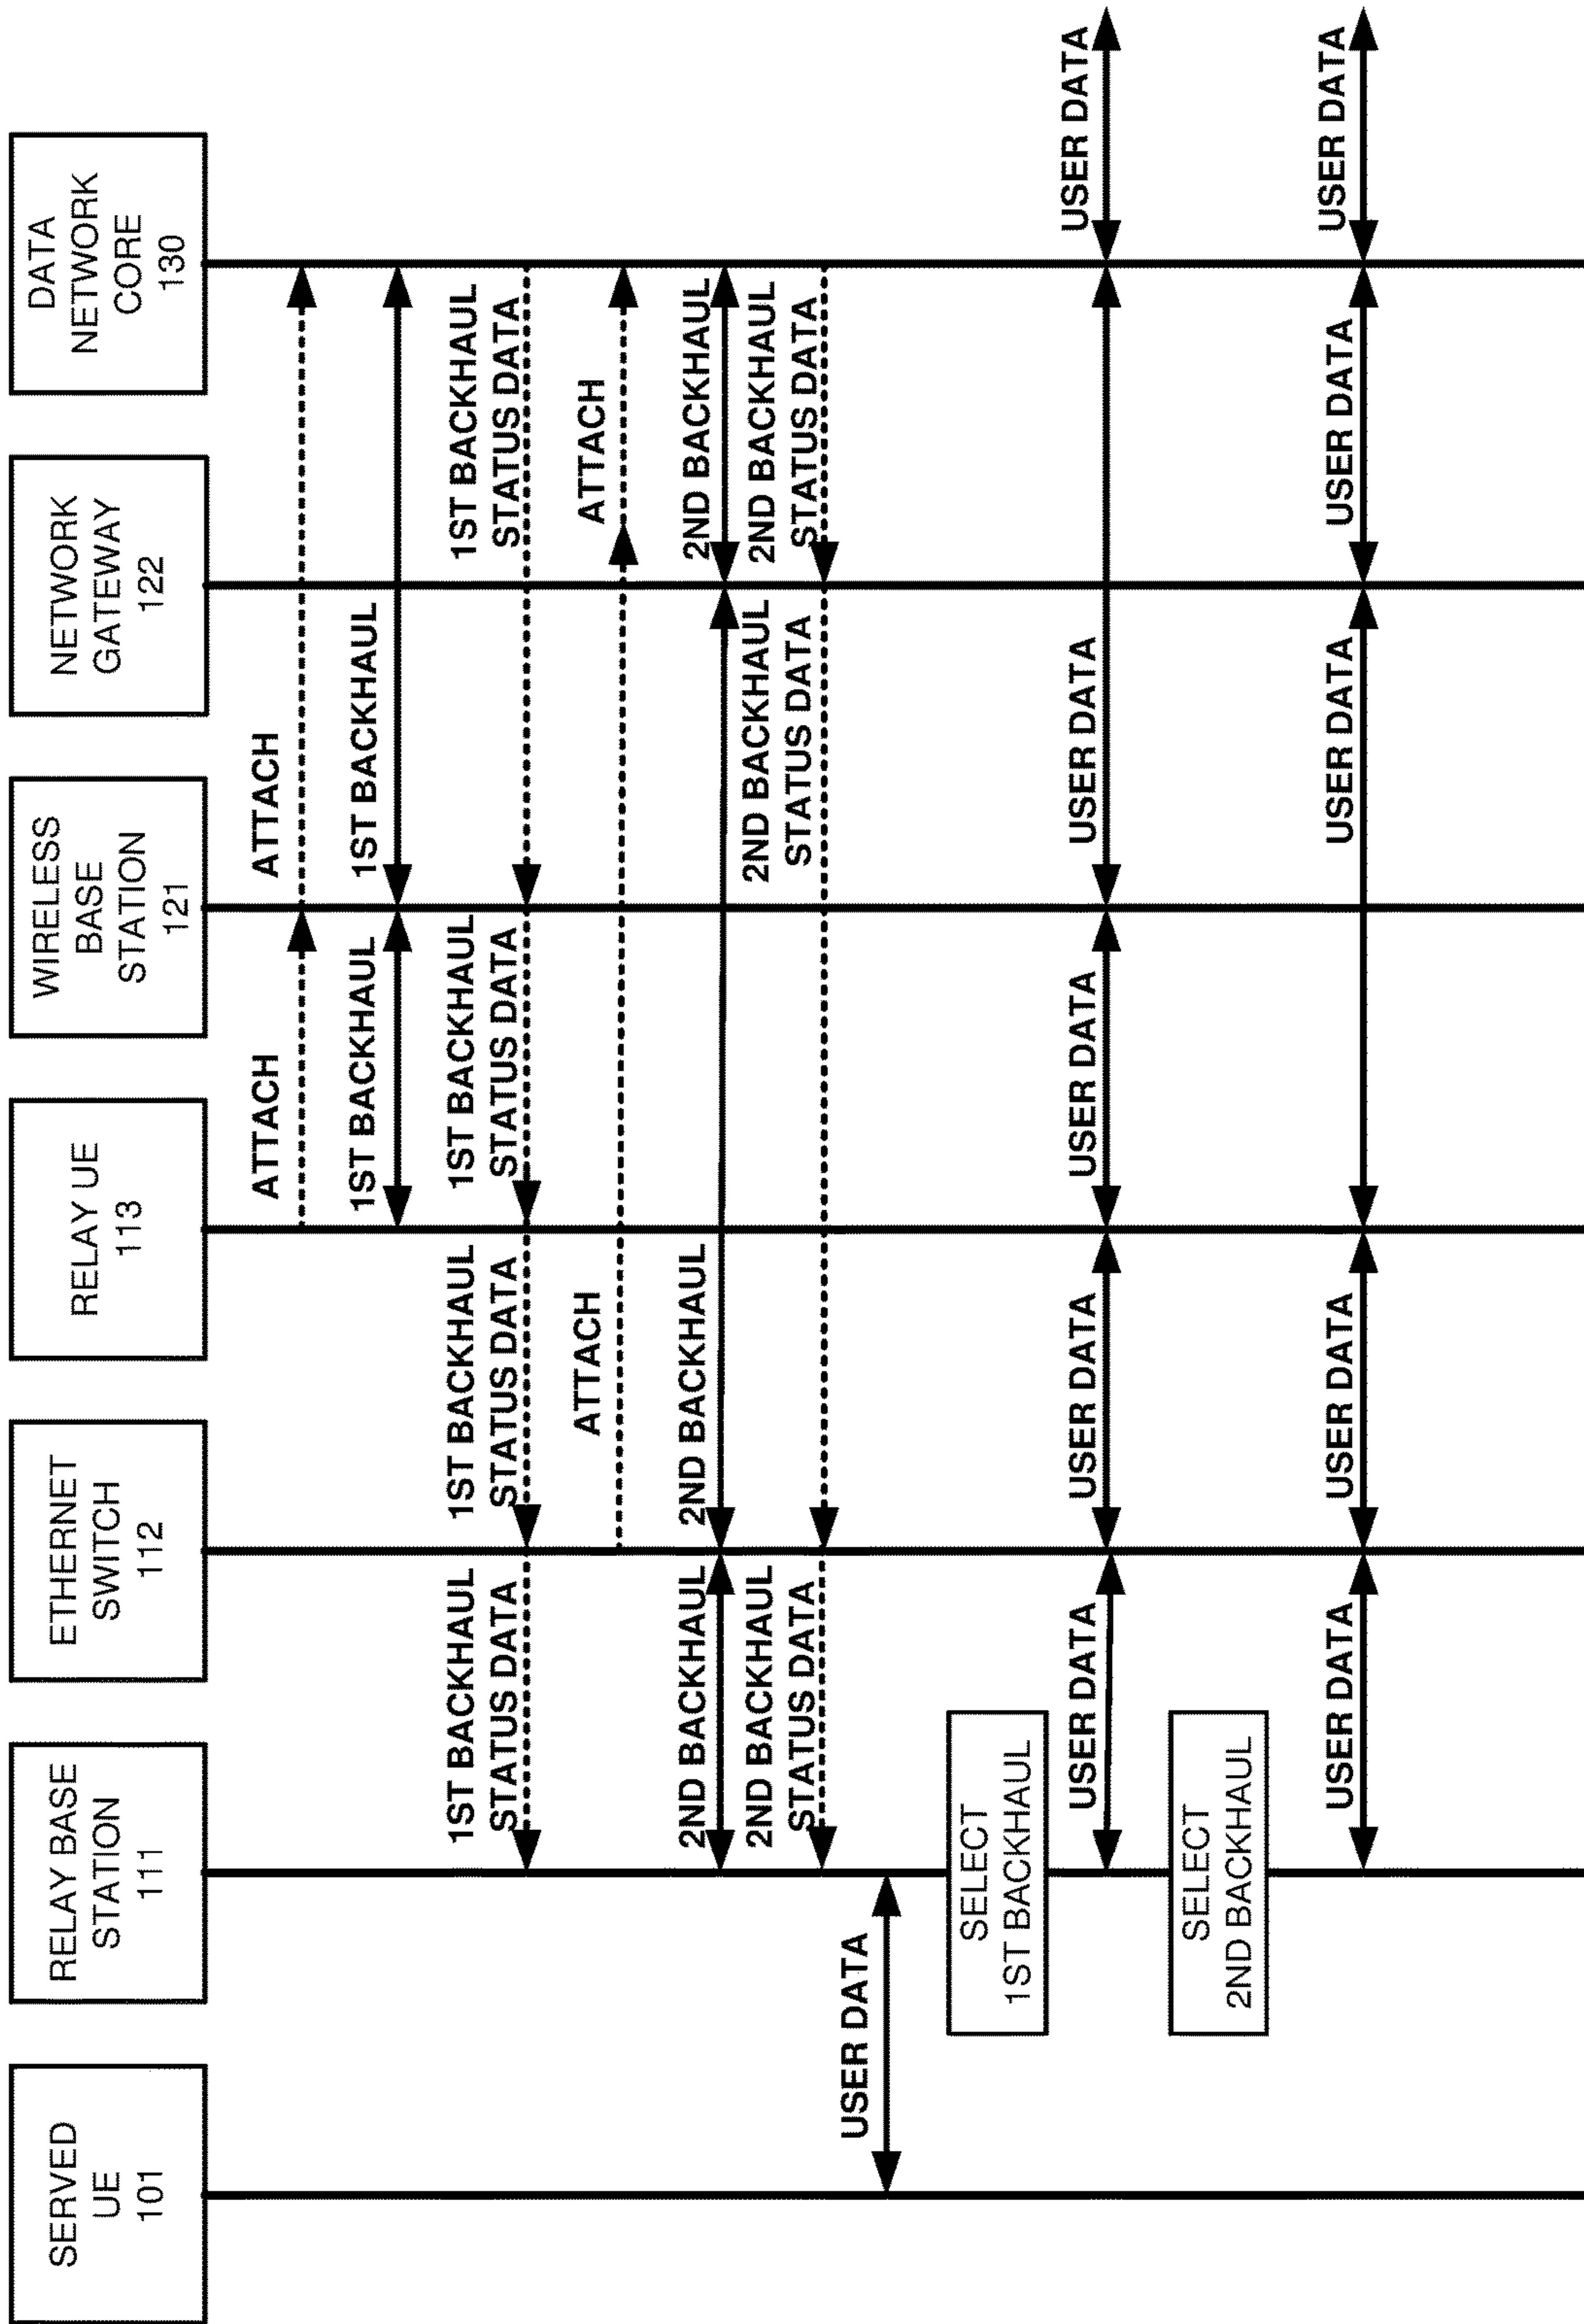 SERVED
UE
101
RELAY BASE
STATION
111
ETHERNET
SWITCH
112
RELAY UE
113
WIRELESS
BASE
STATION
121
NETWORK
GATEWAY
122
DATA
NETWORK
CORE
130
ATTACH
ATTACH
1ST BACKHAUL
1ST BACKHAUL
1ST BACKHAUL
STATUS DATA
1ST BACKHAUL
STATUS DATA
1ST BACKHAUL
STATUS DATA
1ST BACKHAUL
STATUS DATA
ATTACH
ATTACH
2ND BACKHAUL
2ND BACKHAUL
2ND BACKHAUL
2ND BACKHAUL
STATUS DATA
2ND BACKHAUL
STATUS DATA
2ND BACKHAUL
STATUS DATA
USER DATA
SELECT
1ST BACKHAUL
USER DATA
USER DATA
USER DATA
USER DATA
USER DATA
SELECT
2ND BACKHAUL
USER DATA
USER DATA
USER DATA
USER DATA
USER DATA